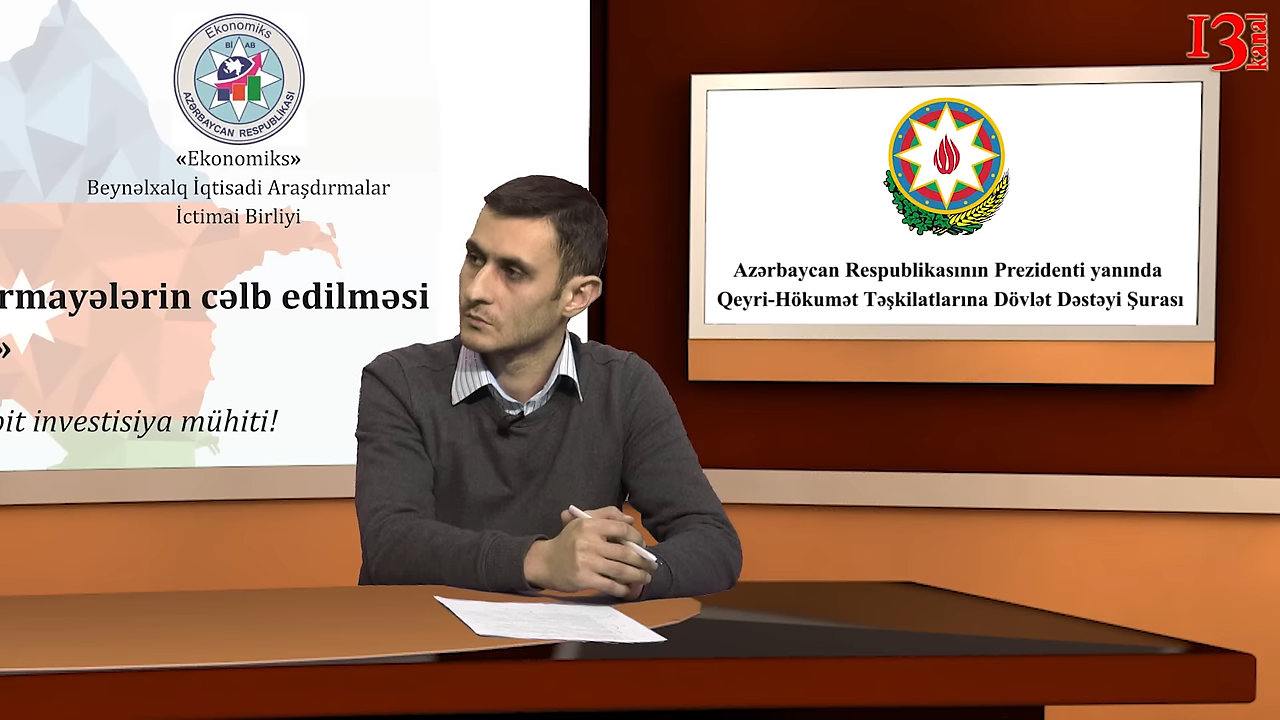 Ekonomiks
Bİ AB
AZƏRBAYCAN RESPUBLİKASI
«Ekonomiks»
Beynəlxalq İqtisadi Araşdırmalar
İctimai Birliyi
rmayələrin cəlb edilməsi
»
bit investisiya mühiti!
13 kanal
Azərbaycan Respublikasının Prezidenti yanında
Qeyri-Hökumət Təşkilatlarına Dövlət Dəstəyi Şurası